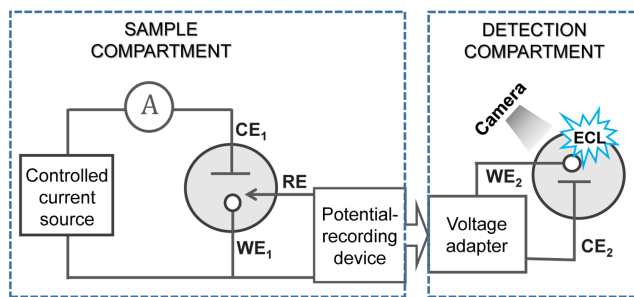 SAMPLE
COMPARTMENT
A
CE₁
Controlled
current
source
RE
WE₁
Potential-
recording
device
DETECTION
COMPARTMENT
Camera
ECL
WE₂
Voltage
adapter
CE₂